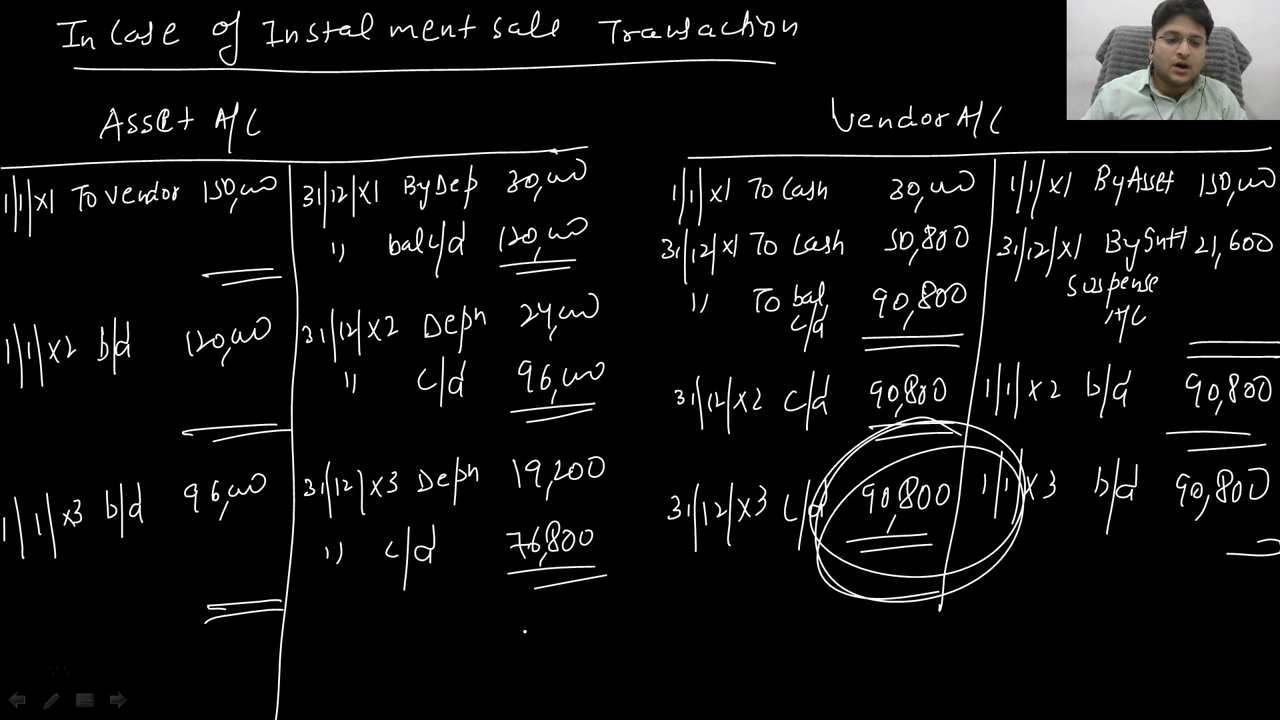 In Case of Instalment sale Transaction
Asset A/C
1/1/x1 To Vendor 150,000
1/1/x2 b/d 120,000
1/1/x3 b/d 96,000
31/12/x1 By Dep 30,000
" bal c/d 120,000
31/12/x2 Depn 24,000
" c/d 96,000
31/12/x3 Depn 19,200
" c/d 76,800
Vendor A/C
1/1/x1 To Cash 30,000
31/12/x1 To Cash 50,800
" To bal 90,800
c/d
31/12/x2 c/d 90,800
31/12/x3 c/d 90,800
1/1/x1 By Asset 150,000
31/12/x1 By Intt 21,600
Suspense
A/C
1/1/x2 b/d 90,800
1/1/x3 b/d 90,800